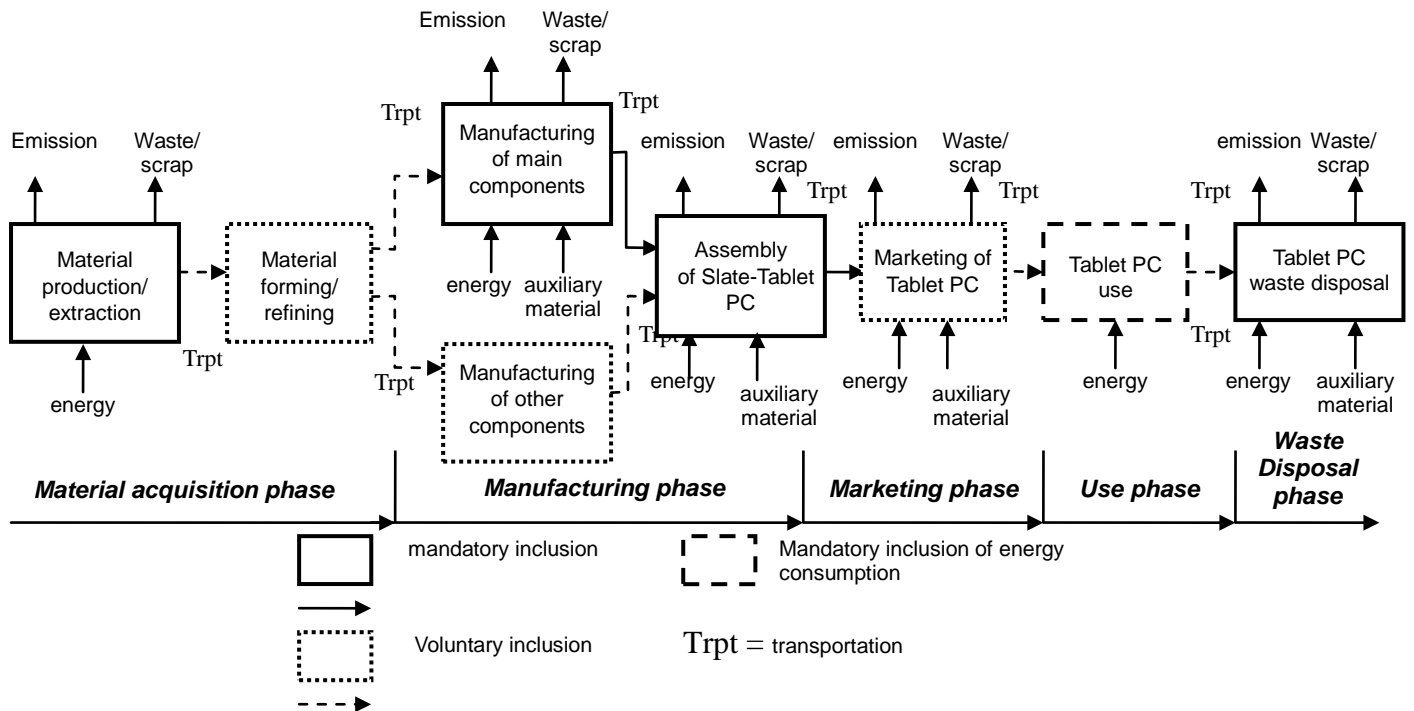 Emission
Waste/
scrap
Trpt
Trpt
Manufacturing
of main
components
energy
auxiliary
material
Emission
Waste/
scrap
Material
production/
extraction
energy
Trpt
Material
forming/
refining
Trpt
Manufacturing
of other
components
emission
Waste/
scrap
Trpt
Assembly
of Slate-Tablet
PC
Trpt
energy
auxiliary
material
emission
Waste/
scrap
Trpt
Marketing of
Tablet PC
energy
auxiliary
material
Tablet PC
use
energy
Trpt
Trpt
emission
Waste/
scrap
Tablet PC
waste disposal
energy
auxiliary
material
Material acquisition phase
Manufacturing phase
Marketing phase
Use phase
Waste
Disposal
phase
mandatory inclusion
Mandatory inclusion of energy
consumption
Voluntary inclusion
Trpt = transportation